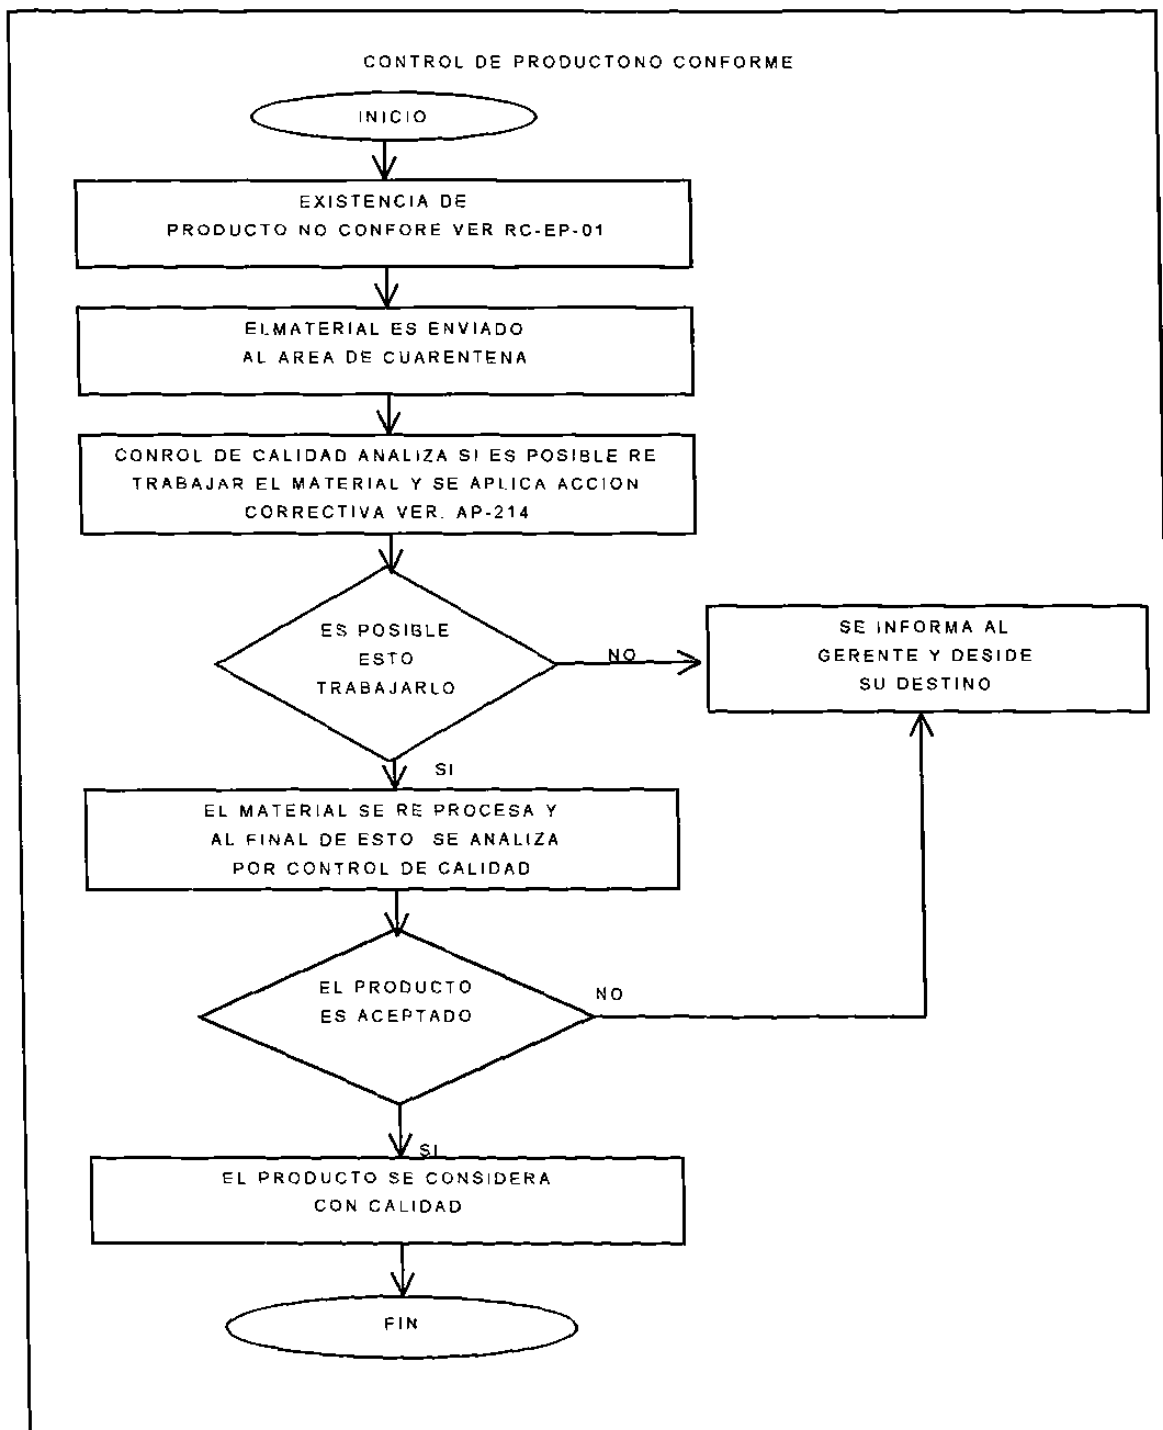 CONTROL DE PRODUCTONO CONFORME
INICIO
EXISTENCIA DE
PRODUCTO NO CONFORE VER RC-EP-01
ELMATERIAL ES ENVIADO
AL AREA DE CUARENTENA
CONROL DE CALIDAD ANALIZA SI ES POSIBLE RE
TRABAJAR EL MATERIAL Y SE APLICA ACCION
CORRECTIVA VER. AP-214
ES POSIBLE
ESTO
TRABAJARLO
NO
SE INFORMA AL
GERENTE Y DESIDE
SU DESTINO
SI
EL MATERIAL SE RE PROCESA Y
AL FINAL DE ESTO SE ANALIZA
POR CONTROL DE CALIDAD
EL PRODUCTO
ES ACEPTADO
NO
SI
EL PRODUCTO SE CONSIDERA
CON CALIDAD
FIN